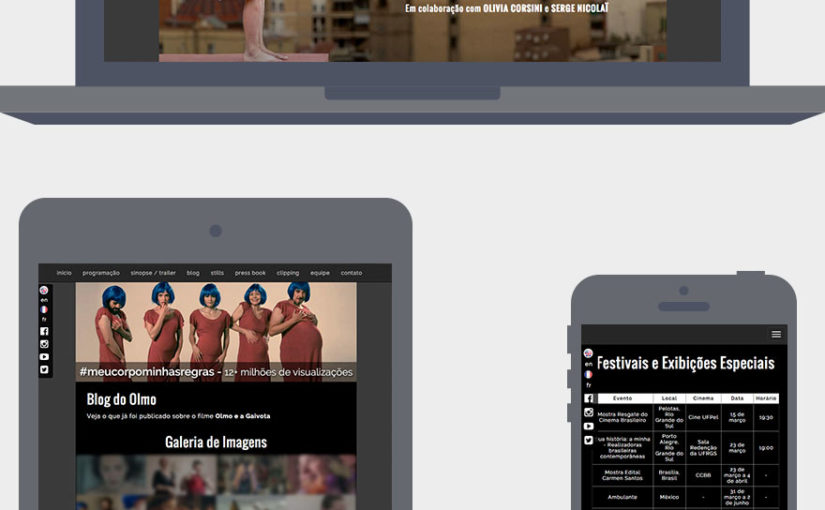 Em colaboração com OLIVIA CORSINI e SERGE NICOLAÏ
início programação sinopse / trailer blog stills press book clipping equipe contato
en
fr
#meucorpominhasregras - 12+ milhões de visualizações
Blog do Olmo
Veja o que já foi publicado sobre o filme Olmo e a Gaivota
Galeria de Imagens
Festivais e Exibições Especiais
en
fr
Evento Local Cinema Data Horário
Mostra Resgate do Cinema Brasileiro Pelotas, Rio Grande do Sul Cine UFPel 15 de março 19:30
ua história: a minha - Realizadoras brasileiras contemporâneas Porto Alegre, Rio Grande do Sul Sala Redenção da UFRGS 23 de março 19:00
Mostra Edital Carmen Santos Brasília, Brasil CCBB 23 de março a 4 de abril -
Ambulante México - 31 de março a 2 de junho -